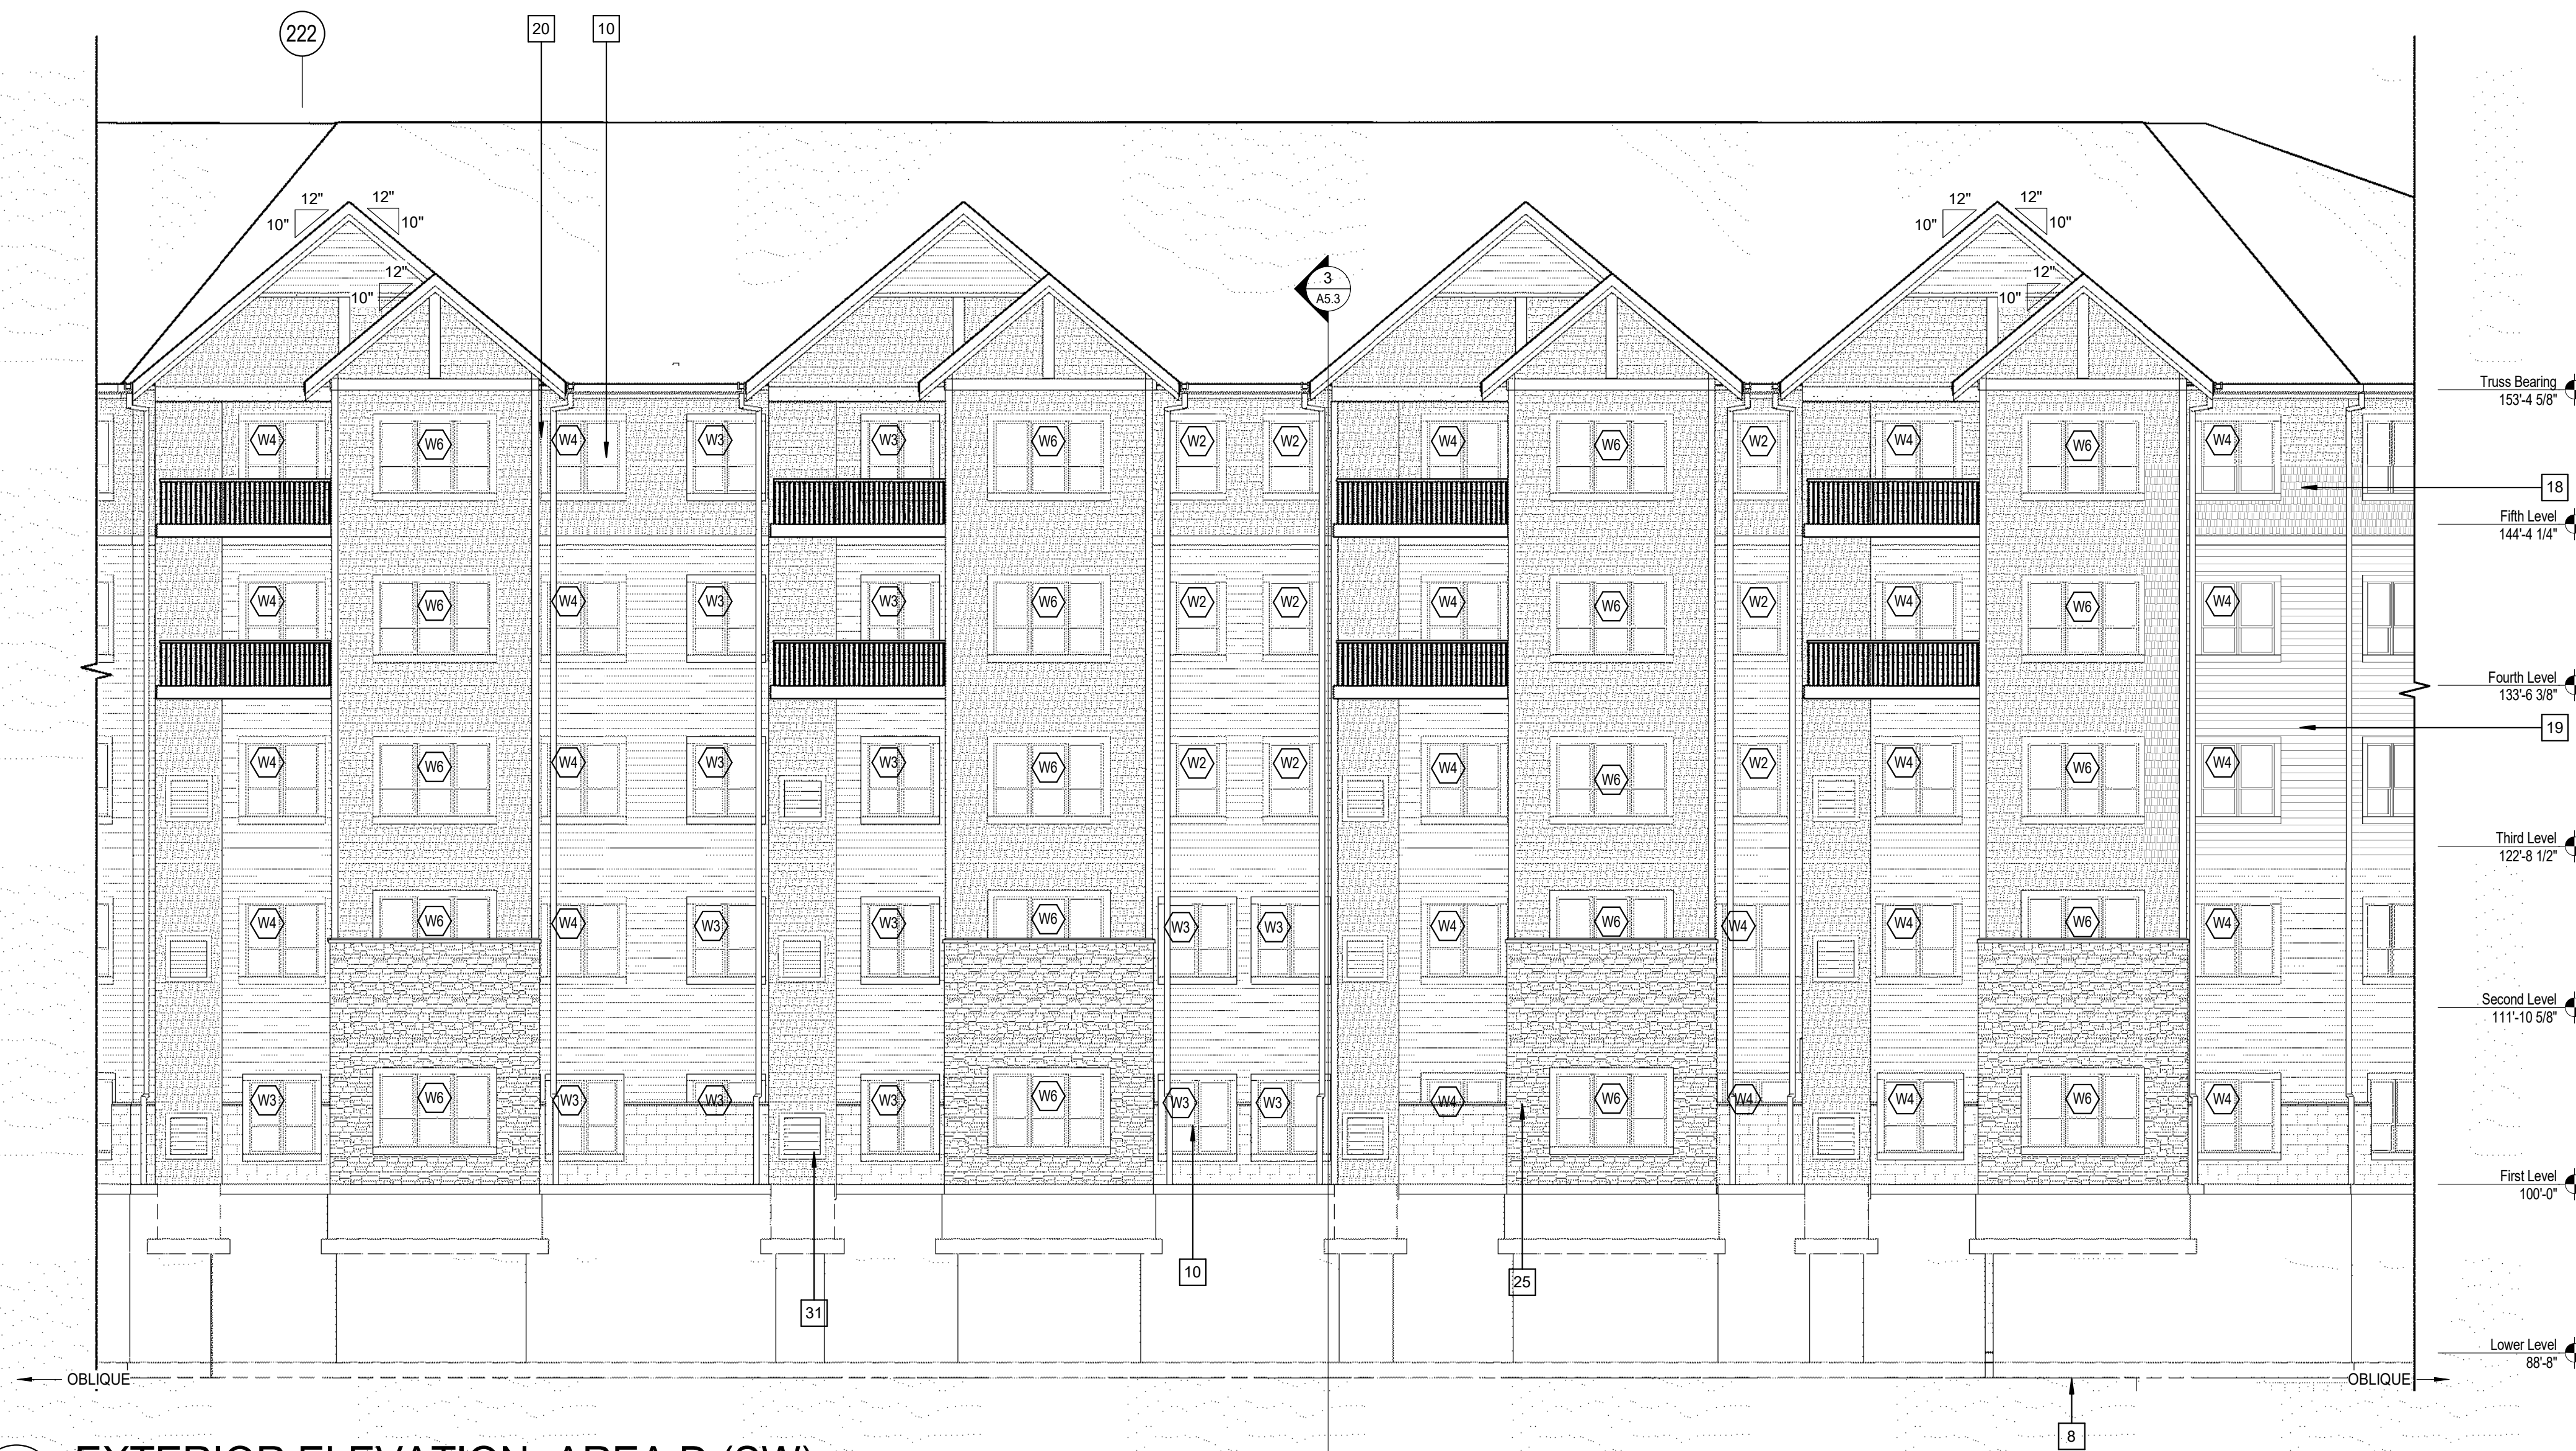 222
20
10
12" 12"
10" 10"
12"
10"
12" 12"
10" 10"
12"
10"
3
A5.3
Truss Bearing
153'-4 5/8"
W4 W6 W4 W3 W3 W6 W2 W2 W4 W6 W2 W4 W6 W4
18
Fifth Level
144'-4 1/4"
W4 W6 W4 W3 W3 W6 W2 W2 W4 W6 W2 W4 W6 W4
Fourth Level
133'-6 3/8"
19
W4 W6 W4 W3 W3 W6 W2 W2 W4 W6 W2 W4 W6 W4
Third Level
122'-8 1/2"
W4 W6 W4 W3 W3 W6 W3 W3 W4 W6 W4 W4 W6 W4
Second Level
111'-10 5/8"
W3 W6 W3 W3 W3 W6 W3 W3 W4 W6 W4 W4 W6 W4
First Level
100'-0"
10
25
31
Lower Level
88'-8"
OBLIQUE OBLIQUE
8
EXTERIOR ELEVATION